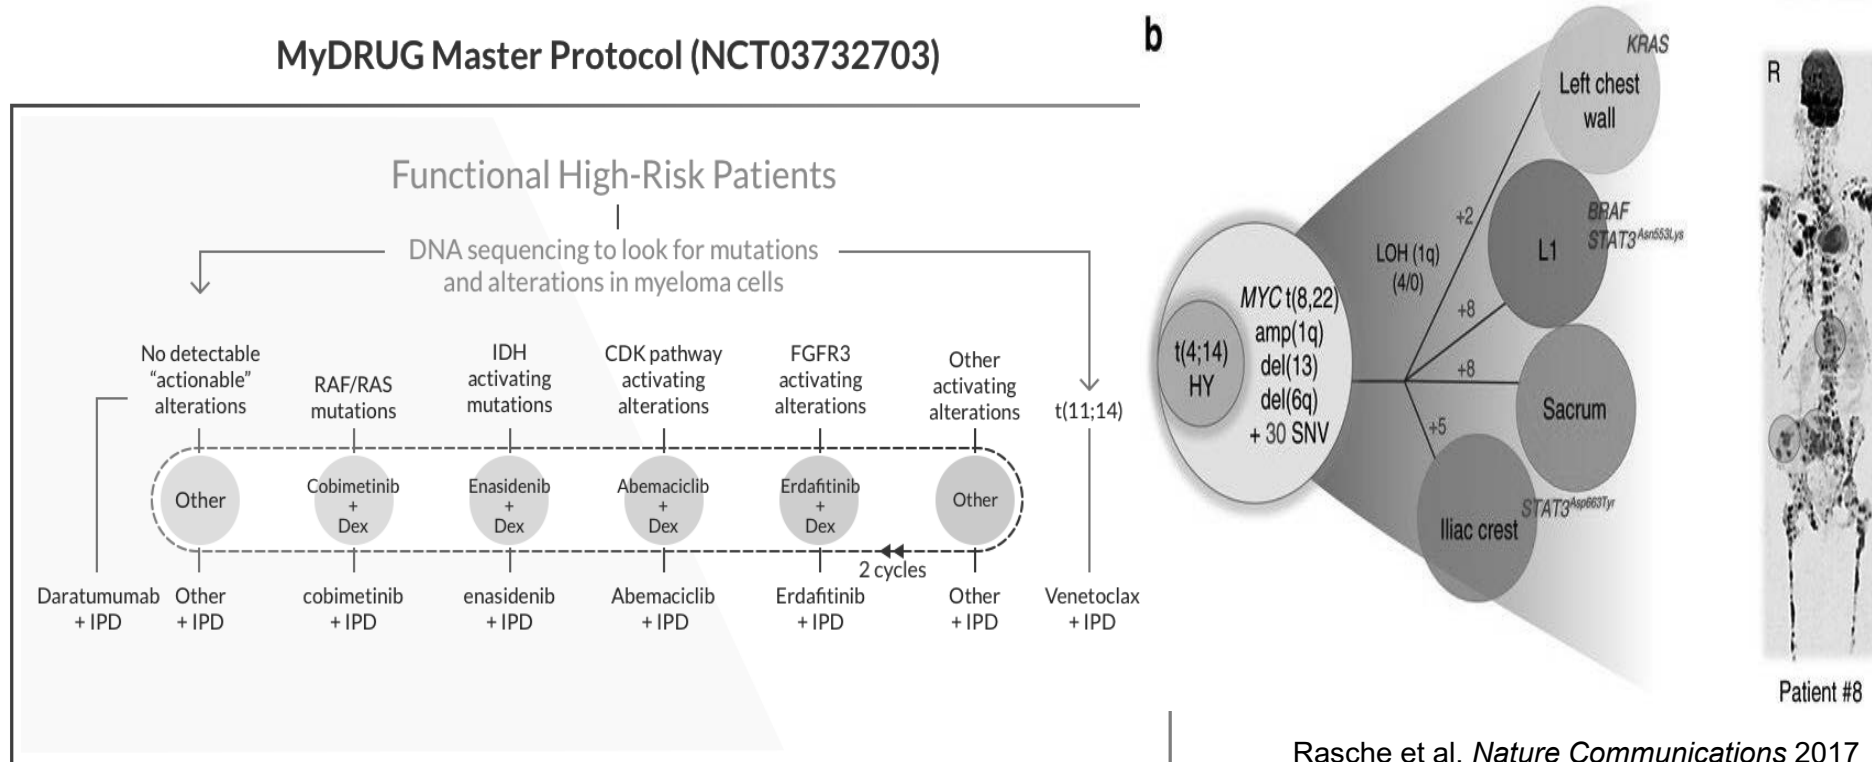 MyDRUG Master Protocol (NCT03732703)
Functional High-Risk Patients
DNA sequencing to look for mutations
and alterations in myeloma cells
No detectable
“actionable”
alterations
RAF/RAS
mutations
IDH
activating
mutations
CDK pathway
activating
alterations
FGFR3
activating
alterations
Other
activating
alterations
t(11;14)
Other
Cobimetinib
+
Dex
Enasidenib
+
Dex
Abemaciclib
+
Dex
Erdafitinib
+
Dex
Other
2 cycles
Daratumumab
+ IPD
Other
+ IPD
cobimetinib
+ IPD
enasidenib
+ IPD
Abemaciclib
+ IPD
Erdafitinib
+ IPD
Other
+ IPD
Venetoclax
+ IPD
b
KRAS
Left chest
wall
BRAF
STAT3Asn553Lys
L1
+2
LOH (1q)
(4/0)
+8
+8
+5
t(4;14)
HY
MYC t(8,22)
amp(1q)
del(13)
del(6q)
+ 30 SNV
Sacrum
STAT3Asp663Tyr
Iliac crest
R
Patient #8
Rasche et al. Nature Communications 2017